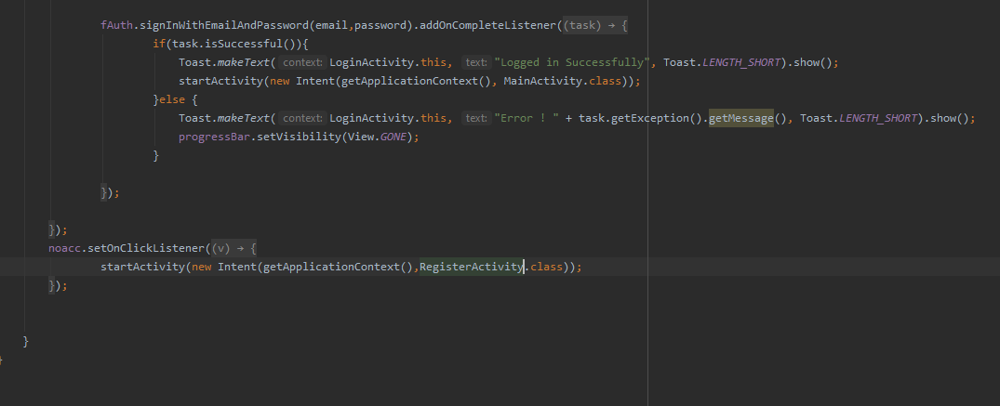 fAuth.signInWithEmailAndPassword(email,password).addOnCompleteListener((task) → {
if(task.isSuccessful()){
Toast.makeText( context: LoginActivity.this, text: "Logged in Successfully", Toast.LENGTH_SHORT).show();
startActivity(new Intent(getApplicationContext(), MainActivity.class));
}else {
Toast.makeText( context: LoginActivity.this, text: "Error ! " + task.getException().getMessage(), Toast.LENGTH_SHORT).show();
progressBar.setVisibility(View.GONE);
}
});
});
noacc.setOnClickListener((v) → {
startActivity(new Intent(getApplicationContext(),RegisterActivity.class));
});
}
}